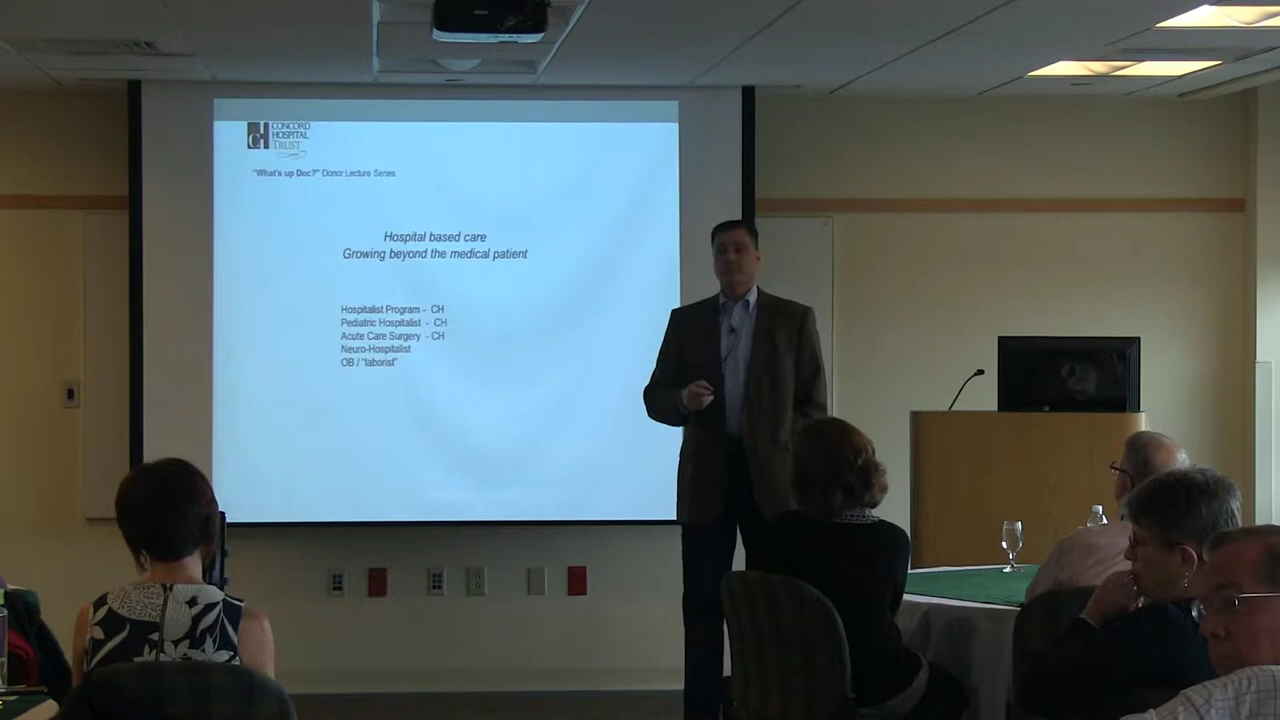 CONCORD
HOSPITAL
TRUST
"What's up Doc?" Donor Lecture Series
Hospital based care
Growing beyond the medical patient
Hospitalist Program - CH
Pediatric Hospitalist - CH
Acute Care Surgery - CH
Neuro-Hospitalist
OB / "laborist"